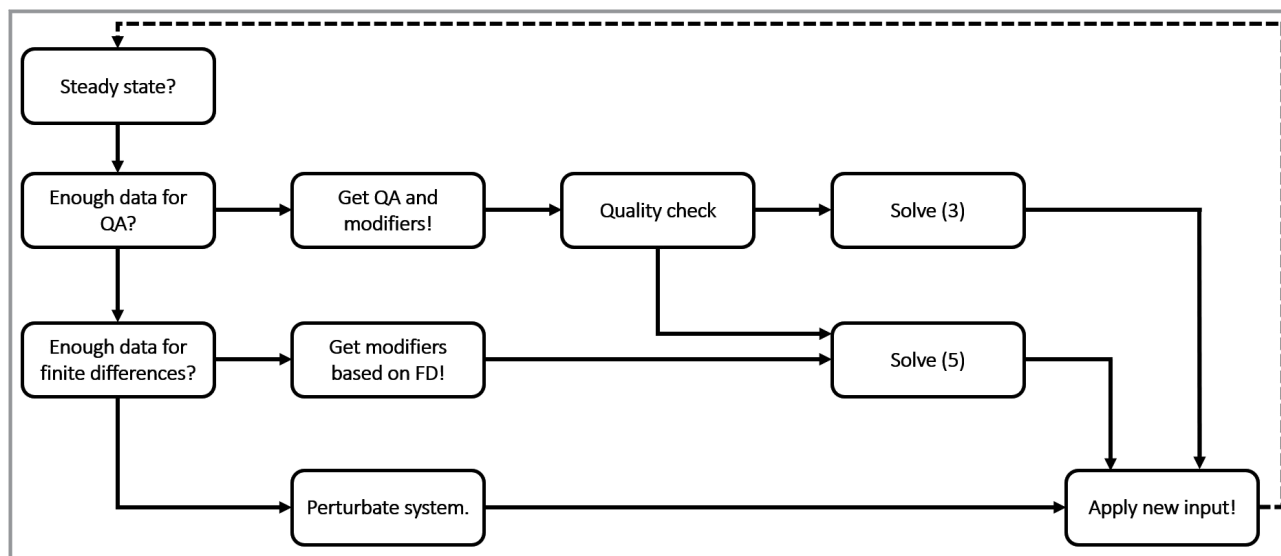 Steady state?
Enough data for
QA?
Get QA and
modifiers!
Quality check
Solve (3)
Enough data for
finite differences?
Get modifiers
based on FD!
Solve (5)
Perturbate system.
Apply new input!